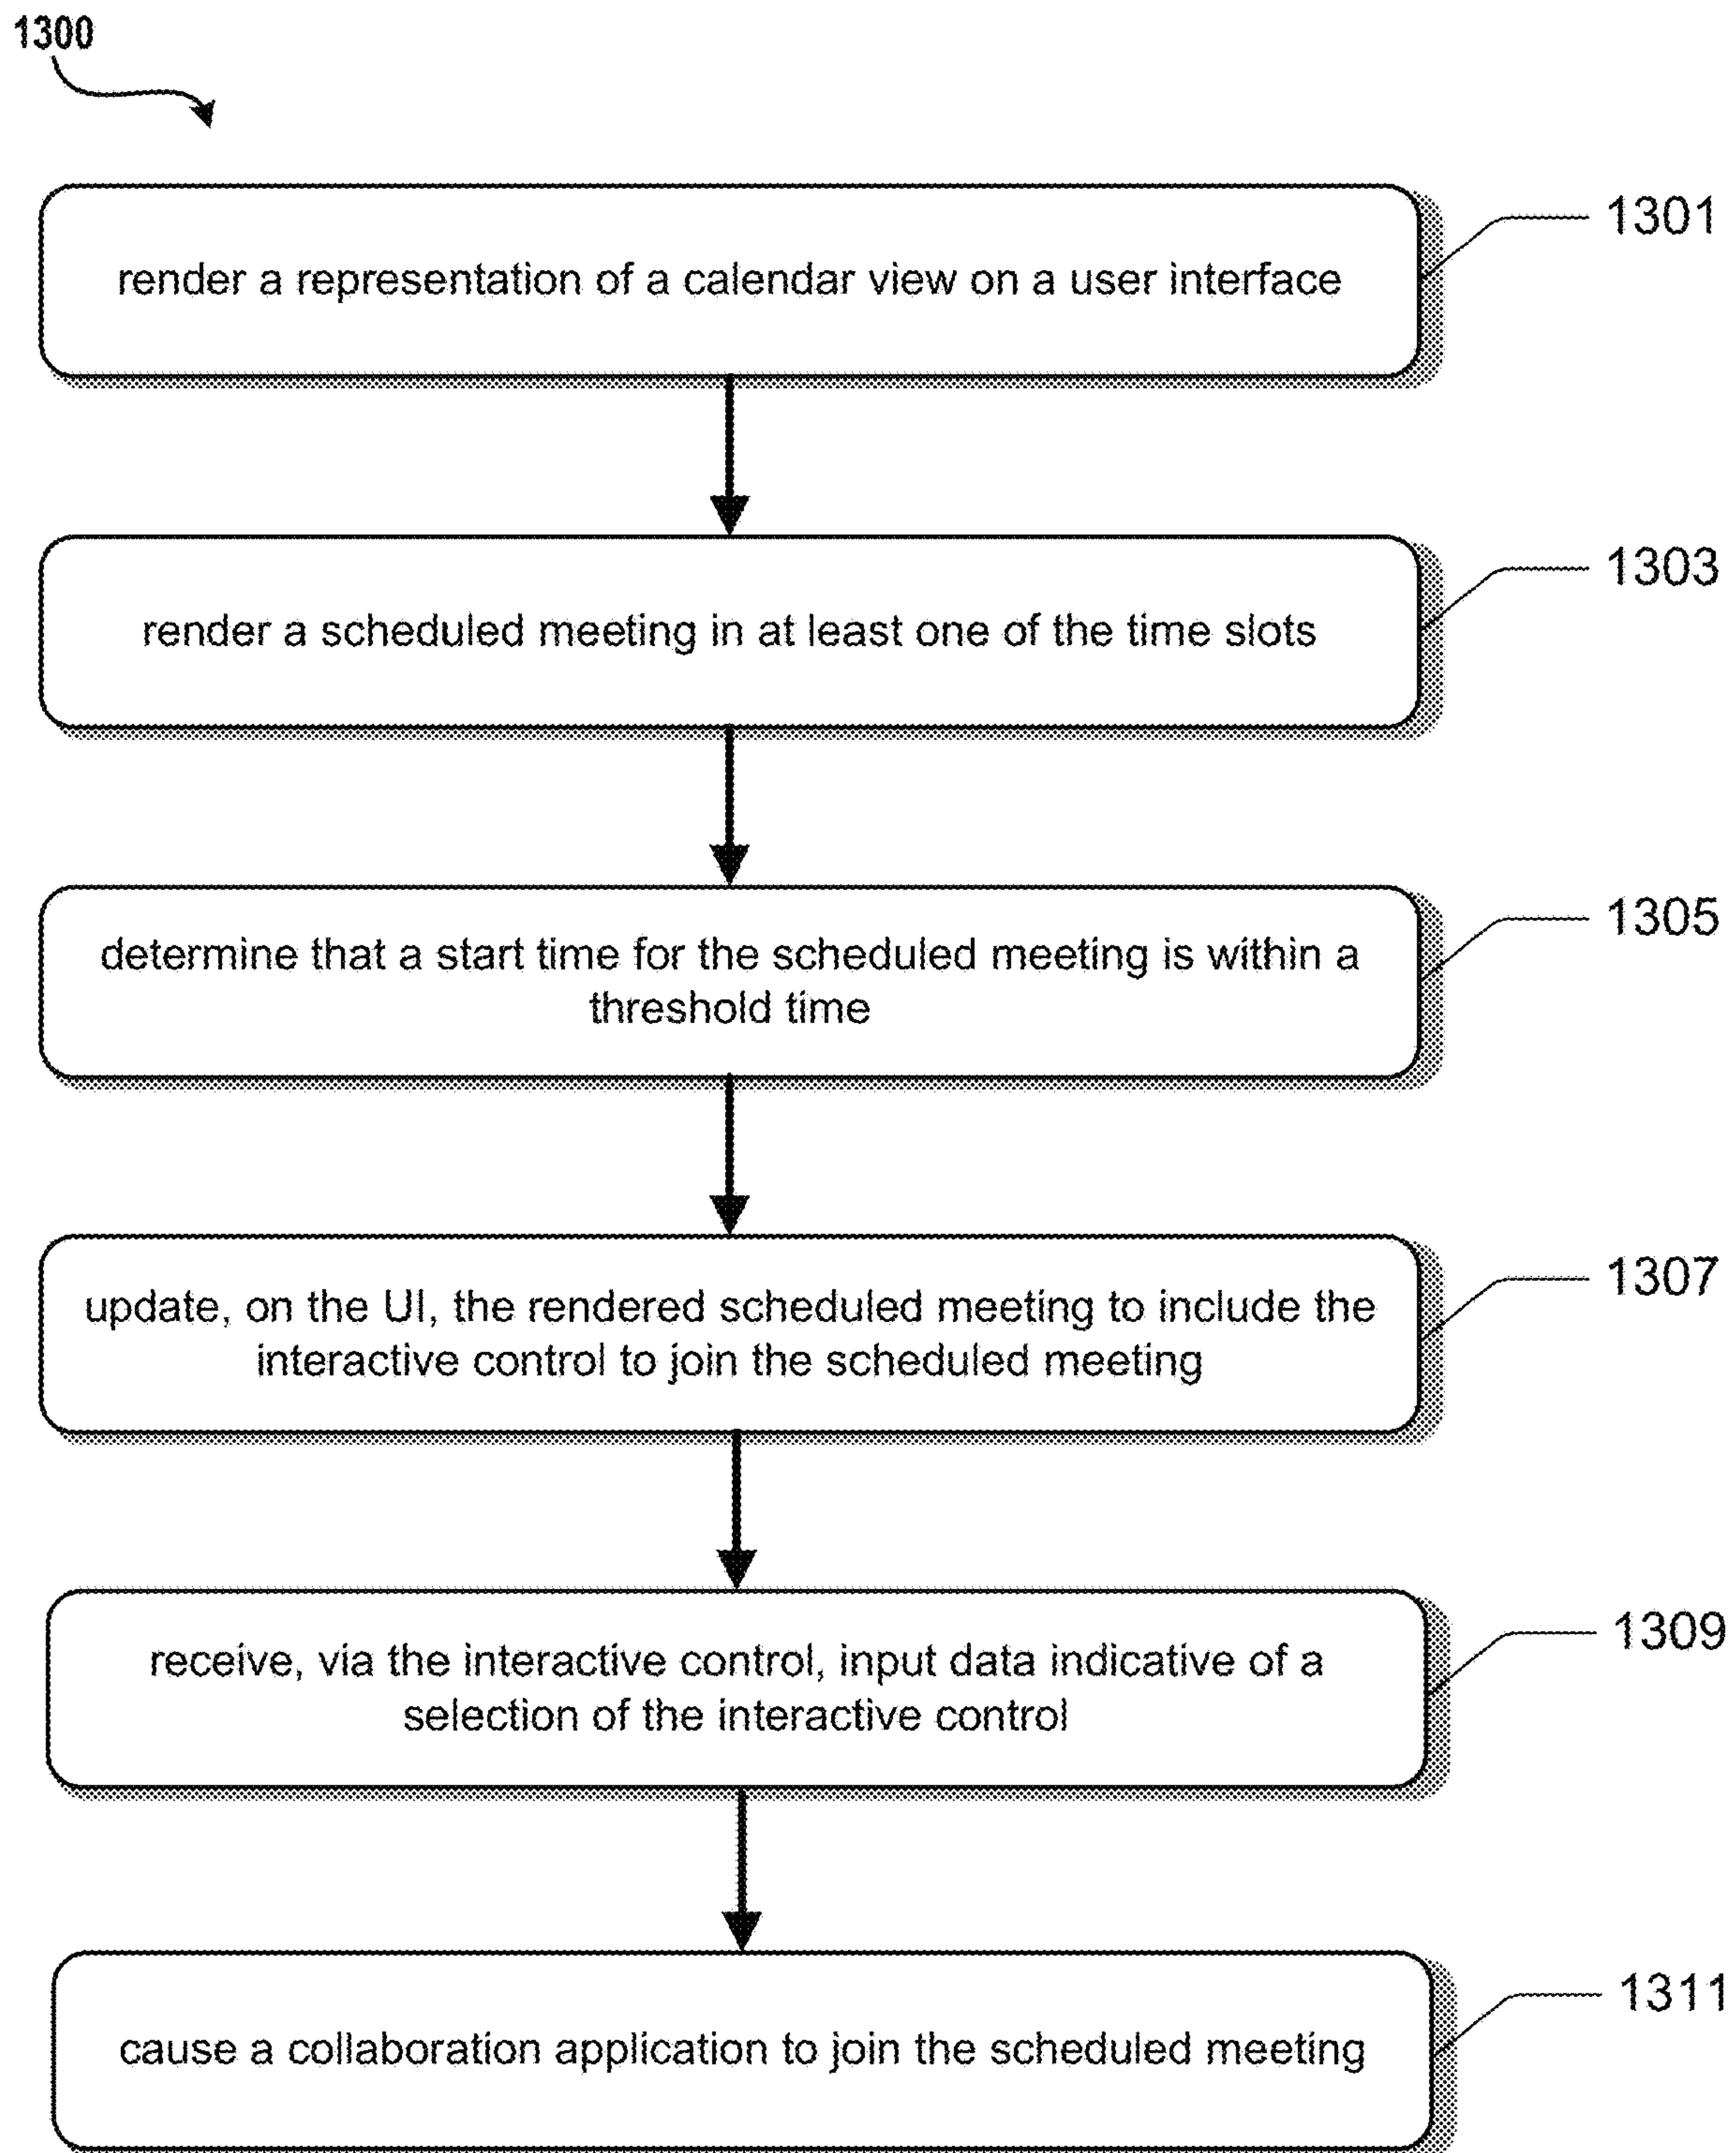 1300
render a representation of a calendar view on a user interface
1301
render a scheduled meeting in at least one of the time slots
1303
determine that a start time for the scheduled meeting is within a
threshold time
1305
update, on the UI, the rendered scheduled meeting to include the
interactive control to join the scheduled meeting
1307
receive, via the interactive control, input data indicative of a
selection of the interactive control
1309
cause a collaboration application to join the scheduled meeting
1311